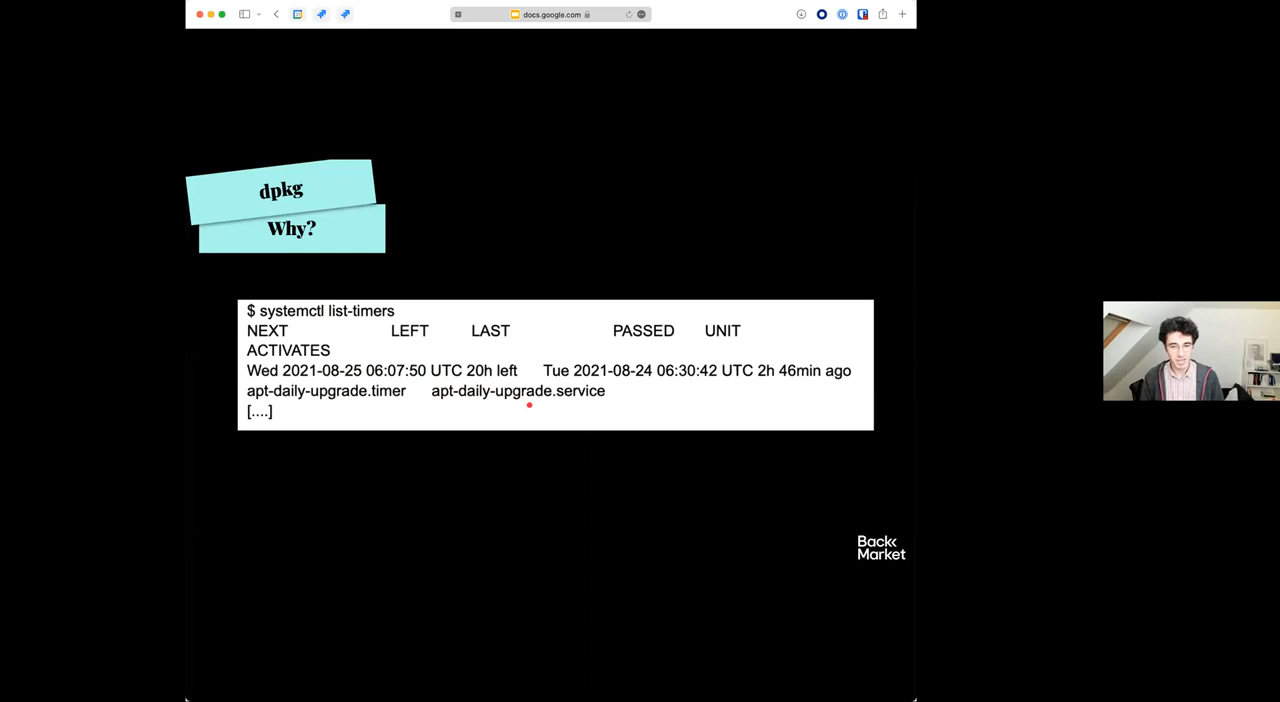 docs.google.com
dpkg
Why?
$ systemctl list-timers
NEXT LEFT LAST PASSED UNIT
ACTIVATES
Wed 2021-08-25 06:07:50 UTC 20h left Tue 2021-08-24 06:30:42 UTC 2h 46min ago
apt-daily-upgrade.timer apt-daily-upgrade.service
[....]
Back
Market